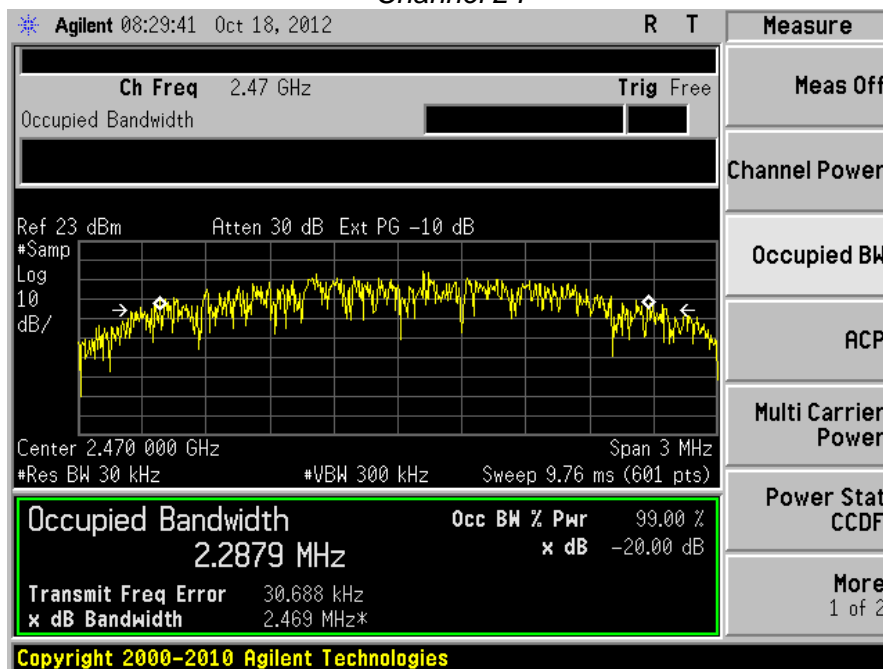 Agilent 08:29:41 Oct 18, 2012 R T Measure
Ch Freq 2.47 GHz Trig Free
Occupied Bandwidth
Meas Off
Channel Power
Occupied BW
ACP
Multi Carrier
Power
Power Stat
CCDF
More
1 of 2
Ref 23 dBm Atten 30 dB Ext PG -10 dB
#Samp
Log
10
dB/
Center 2.470 000 GHz Span 3 MHz
#Res BW 30 kHz #VBW 300 kHz Sweep 9.76 ms (601 pts)
Occupied Bandwidth Occ BW % Pwr 99.00 %
2.2879 MHz x dB -20.00 dB
Transmit Freq Error 30.688 kHz
x dB Bandwidth 2.469 MHz*
Copyright 2000-2010 Agilent Technologies